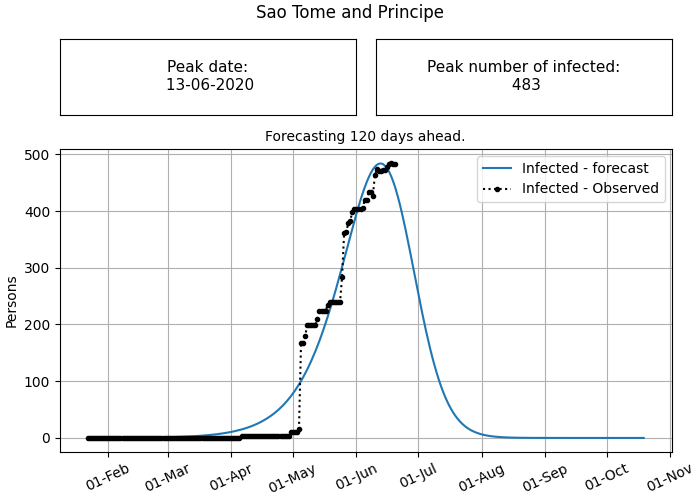 Sao Tome and Principe
Peak date:
13-06-2020
Peak number of infected:
483
Forecasting 120 days ahead.
Infected - forecast
Infected - Observed
Persons
500
400
300
200
100
0
01-Feb
01-Mar
01-Apr
01-May
01-Jun
01-Jul
01-Aug
01-Sep
01-Oct
01-Nov